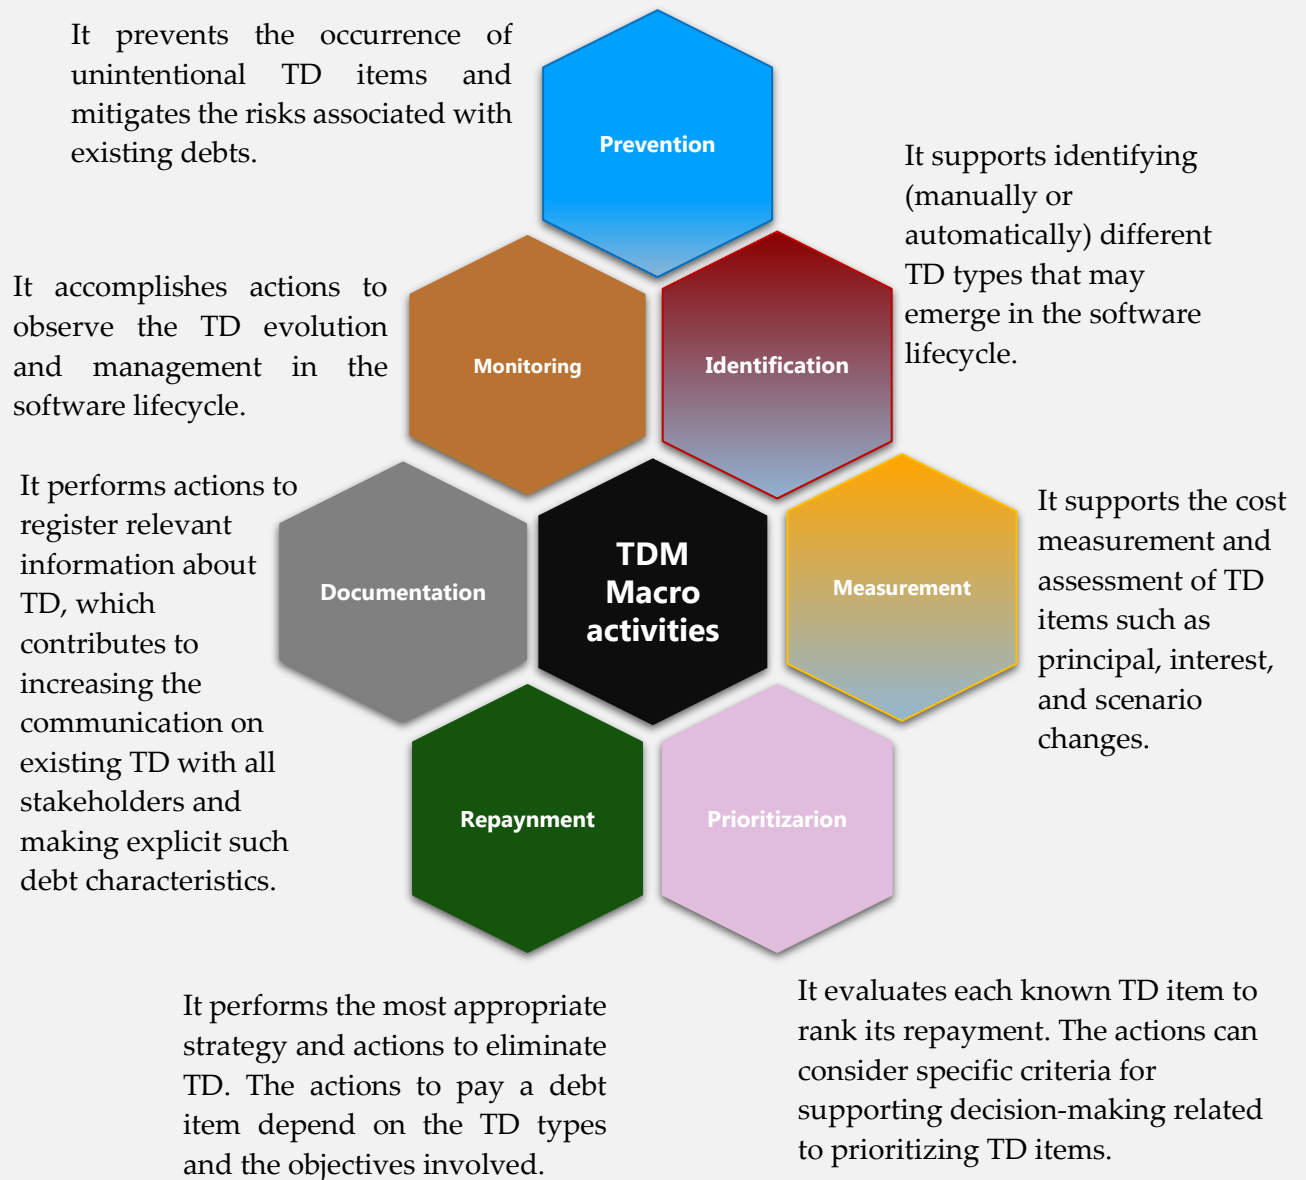 It prevents the occurrence of
unintentional TD items and
mitigates the risks associated with
existing debts.
Prevention
It supports identifying
(manually or
automatically) different
TD types that may
emerge in the software
lifecycle.
Identification
It accomplishes actions to
observe the TD evolution
and management in the
software lifecycle.
Monitoring
It performs actions to
register relevant
information about
TD, which
contributes to
increasing the
communication on
existing TD with all
stakeholders and
making explicit such
debt characteristics.
Documentation
TDM
Macro
activities
Measurement
It supports the cost
measurement and
assessment of TD
items such as
principal, interest,
and scenario
changes.
Repaynment
Prioritizarion
It performs the most appropriate
strategy and actions to eliminate
TD. The actions to pay a debt
item depend on the TD types
and the objectives involved.
It evaluates each known TD item to
rank its repayment. The actions can
consider specific criteria for
supporting decision-making related
to prioritizing TD items.